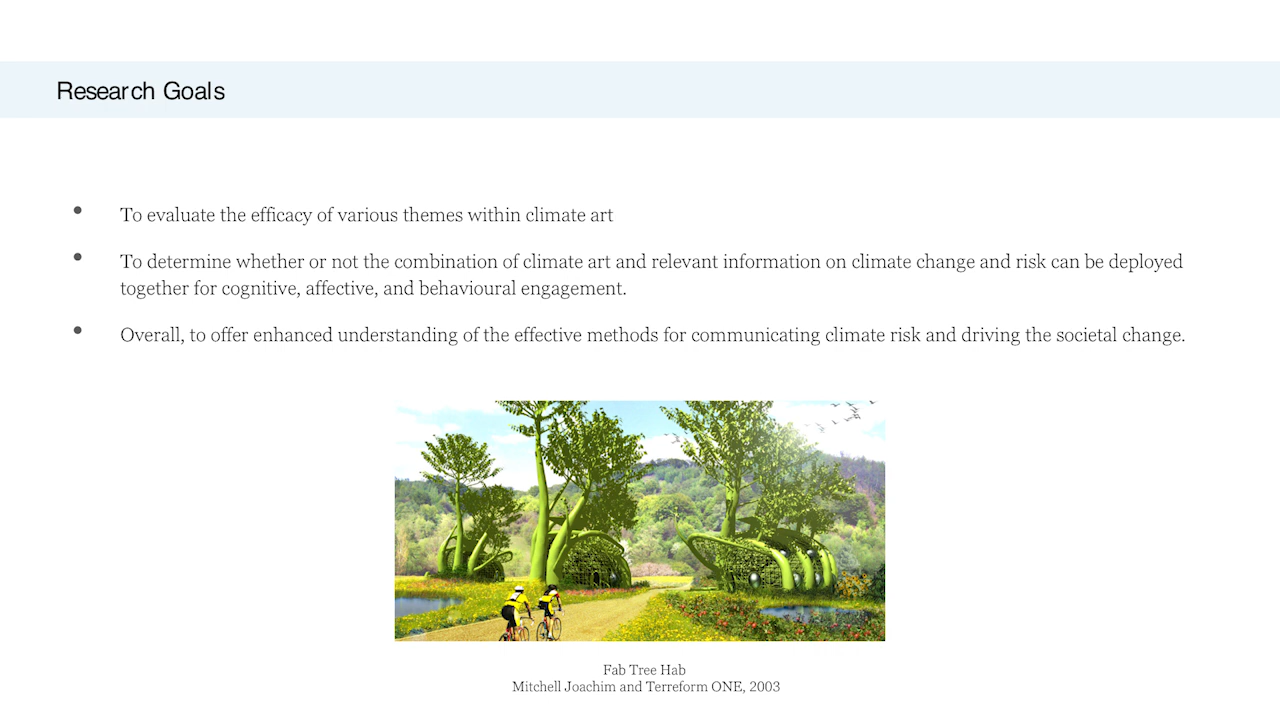 Research Goals
• To evaluate the efficacy of various themes within climate art
• To determine whether or not the combination of climate art and relevant information on climate change and risk can be deployed
together for cognitive, affective, and behavioural engagement.
• Overall, to offer enhanced understanding of the effective methods for communicating climate risk and driving the societal change.
Fab Tree Hab
Mitchell Joachim and Terreform ONE, 2003